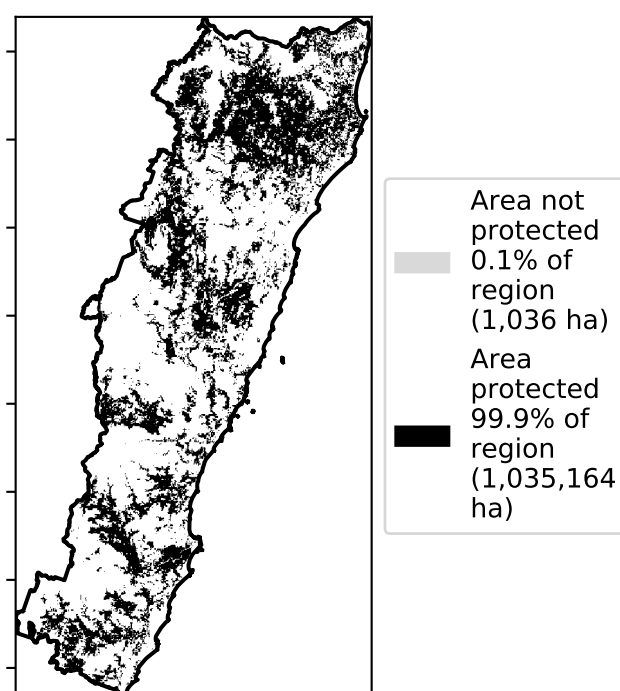 Area not
protected
0.1% of
region
(1,036 ha)
Area
protected
99.9% of
region
(1,035,164
ha)